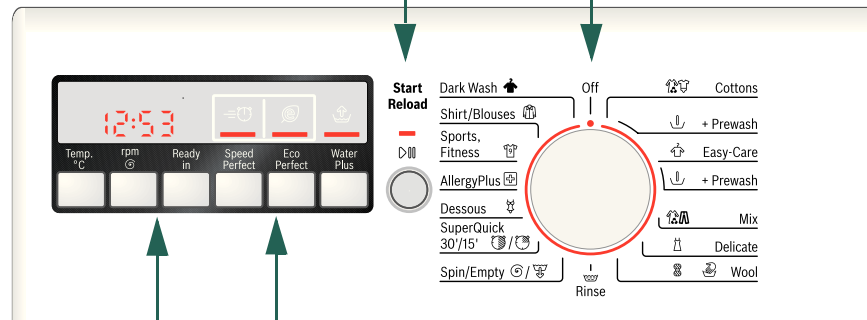 12:53
Temp.
°C
rpm
Ready
in
Speed
Perfect
Eco
Perfect
Water
Plus
Start
Reload
Dark Wash
Shirt/Blouses
Sports,
Fitness
AllergyPlus
Dessous
SuperQuick
30'/15'
Spin/Empty
Off
Rinse
Cottons
+ Prewash
Easy-Care
+ Prewash
Mix
Delicate
Wool